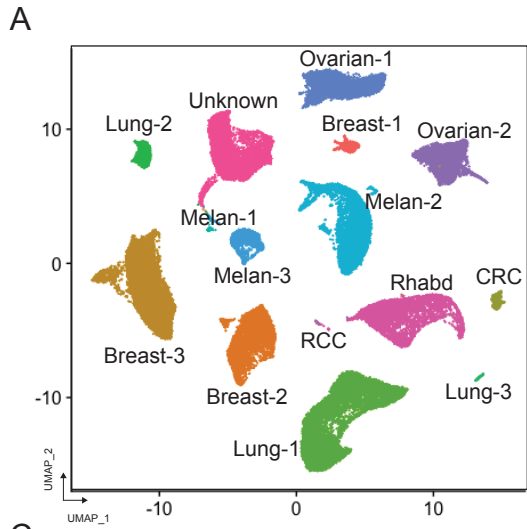 A
Ovarian-1
Unknown
10
Lung-2
Breast-1
Ovarian-2
Melan-1
Melan-2
0
Melan-3
Rhabd
CRC
Breast-3
RCC
Breast-2
Lung-3
-10
Lung-1
UMAP_2
UMAP_1
-10
0
10